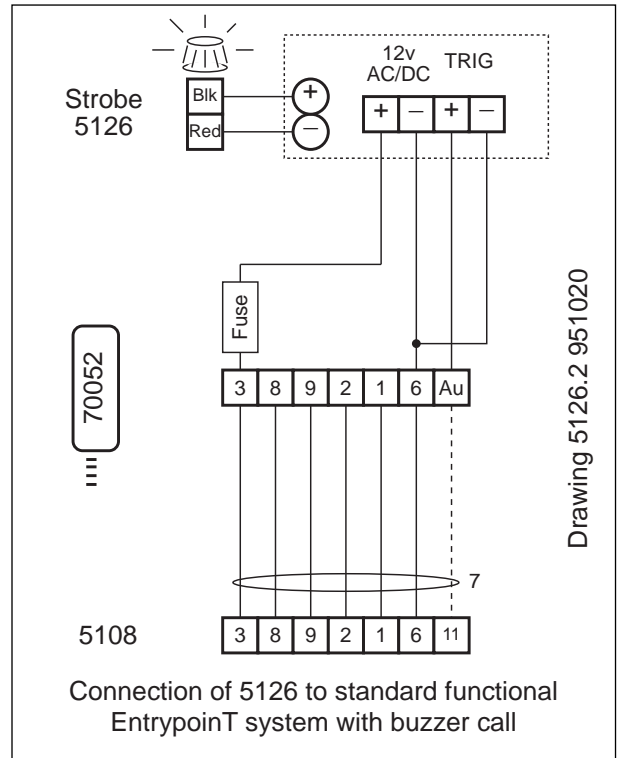 12v
AC/DC TRIG
Strobe
5126
Blk +
Red –
+ – + –
Fuse
70052
3 8 9 2 1 6 Au
Drawing 5126.2 951020
7
5108
3 8 9 2 1 6 11
Connection of 5126 to standard functional
EntrypoinT system with buzzer call